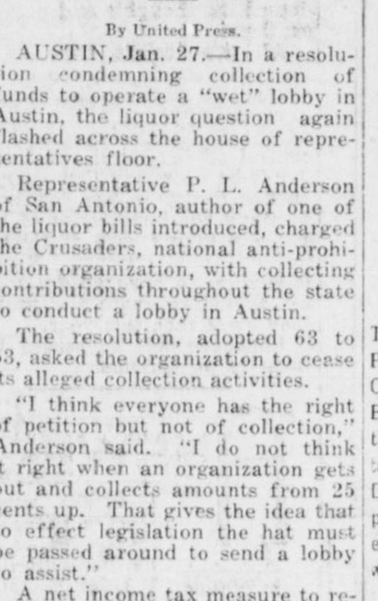 By United Press.
AUSTIN, Jan. 27.—In a resolu-
ion condemning collection of
unds to operate a "wet" lobby in
Austin, the liquor question again
lashed across the house of repre-
entatives floor.
Representative P. L. Anderson
of San Antonio, author of one of
he liquor bills introduced, charged
he Crusaders, national anti-prohi-
ition organization, with collecting
ontributions throughout the state
o conduct a lobby in Austin.
The resolution, adopted 63 to
3, asked the organization to cease
ts alleged collection activities.
"I think everyone has the right
of petition but not of collection,"
Anderson said. "I do not think
t right when an organization gets
out and collects amounts from 25
ents up. That gives the idea that
o effect legislation the hat must
be passed around to send a lobby
o assist."
A net income tax measure to re-